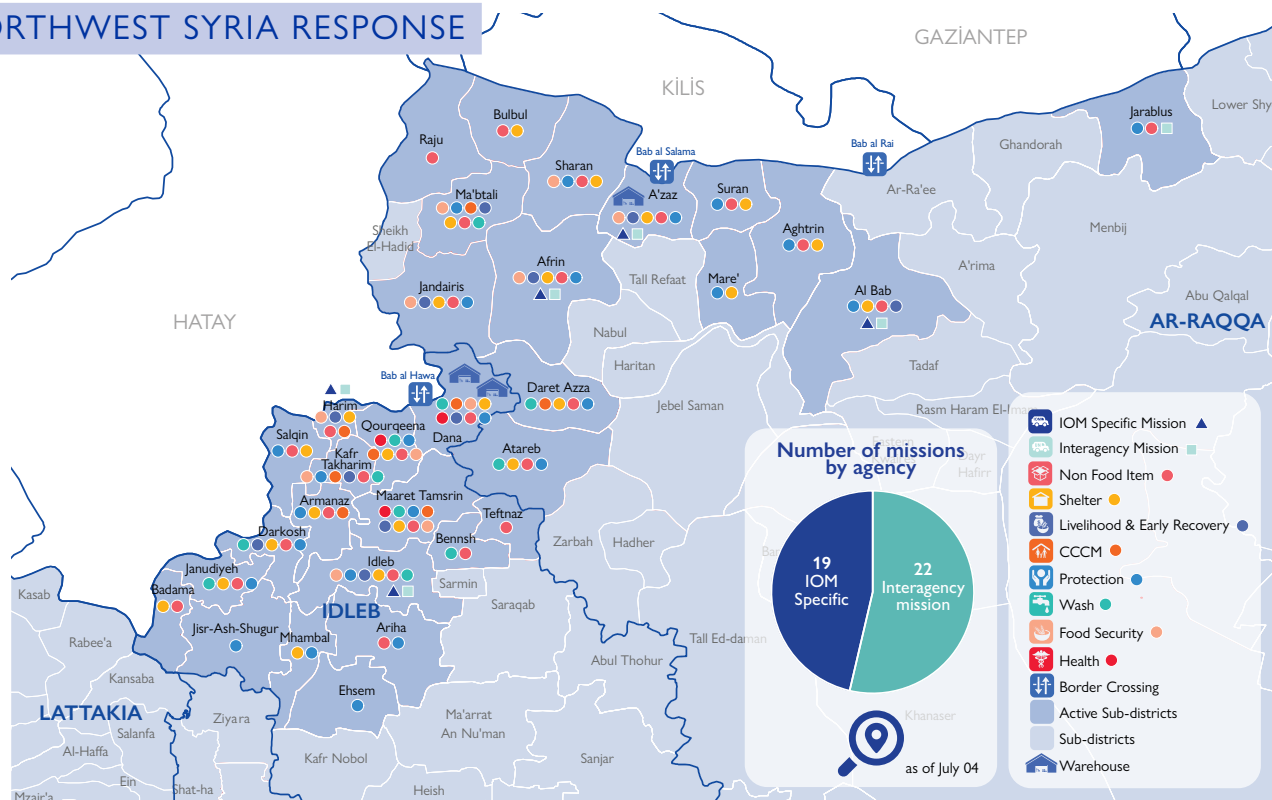 ORTHWEST SYRIA RESPONSE
GAZİANTEP
KİLİS
HATAY
Lower Shy
Jarablus
Bulbul
Raju
Ghandorah
Bab al Salama
Bab al Rai
Sharan
A'zaz
Suran
Ar-Ra'ee
Ma'btali
Menbij
Sheikh
El-Hadid
Aghtrin
Afrin
A'rima
Tall Refaat
Mare'
Jandairis
Al Bab
Abu Qalqal
AR-RAQQA
Nabul
Haritan
Tadaf
Bab al Hawa
Daret Azza
Harim
Jebel Saman
Rasm Haram El-Imam
Qourqeena
Dana
Salqin
Kafr
Takharim
Atareb
Eastern
Dayr
Hafirr
Armanaz
Maaret Tamsrin
Teftnaz
Darkosh
Bennsh
Zarbah
Hadher
Idleb
Janudiyeh
Sarmin
Badama
Kasab
Saraqab
IDLEB
Jisr-Ash-Shugur
Mhambal
Ariha
Rabee'a
Tall Ed-daman
Abul Thohur
Kansaba
Ehsem
LATTAKIA
Salanfa
Ziyara
Ma'arrat
An Nu'man
Khanaser
Al-Haffa
Kafr Nobol
Sanjar
Ein
Shat-ha
Heish
Mzair'a
Number of missions
by agency
19
IOM
Specific
22
Interagency
mission
as of July 04
IOM Specific Mission
Interagency Mission
Non Food Item
Shelter
Livelihood & Early Recovery
CCCM
Protection
Wash
Food Security
Health
Border Crossing
Active Sub-districts
Sub-districts
Warehouse